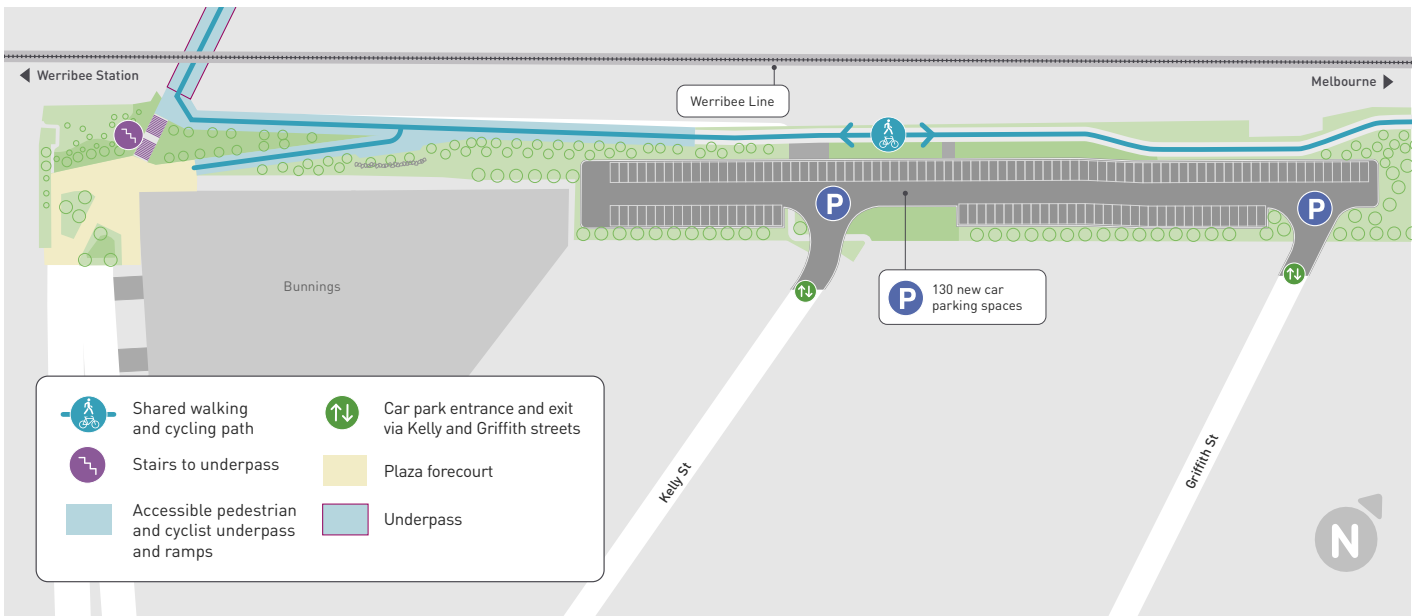 Werribee Station
Melbourne
Werribee Line
P
P
Bunnings
P
130 new car
parking spaces
Shared walking
and cycling path
Stairs to underpass
Accessible pedestrian
and cyclist underpass
and ramps
Car park entrance and exit
via Kelly and Griffith streets
Plaza forecourt
Underpass
Kelly St
Griffith St
N